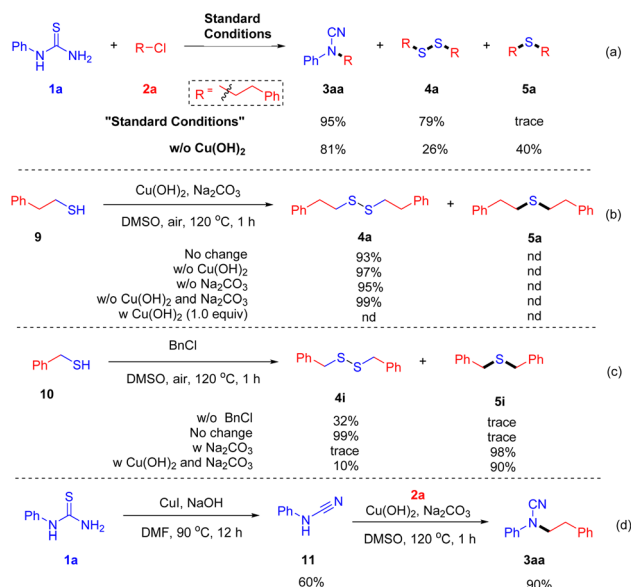 S
Ph N H NH₂ + R–Cl Standard Conditions CN N Ph R + R S S R + R S R (a)
1a 2a R = Ph 3aa 4a 5a
"Standard Conditions" 95% 79% trace
w/o Cu(OH)₂ 81% 26% 40%
Ph SH Cu(OH)₂, Na₂CO₃ Ph S S Ph + Ph S Ph (b)
9 DMSO, air, 120 °C, 1 h 4a 5a
No change 93% nd
w/o Cu(OH)₂ 97% nd
w/o Na₂CO₃ 95% nd
w/o Cu(OH)₂ and Na₂CO₃ 99% nd
w Cu(OH)₂ (1.0 equiv) nd nd
Ph SH BnCl Ph S S Ph + Ph S Ph (c)
10 DMSO, air, 120 °C, 1 h 4i 5i
w/o BnCl 32% trace
No change 99% trace
w Na₂CO₃ trace 98%
w Cu(OH)₂ and Na₂CO₃ 10% 90%
S 2a
Ph N H NH₂ CuI, NaOH Ph N H N Cu(OH)₂, Na₂CO₃ CN Ph N Ph (d)
1a DMF, 90 °C, 12 h 11 DMSO, 120 °C, 1 h 3aa
60% 90%